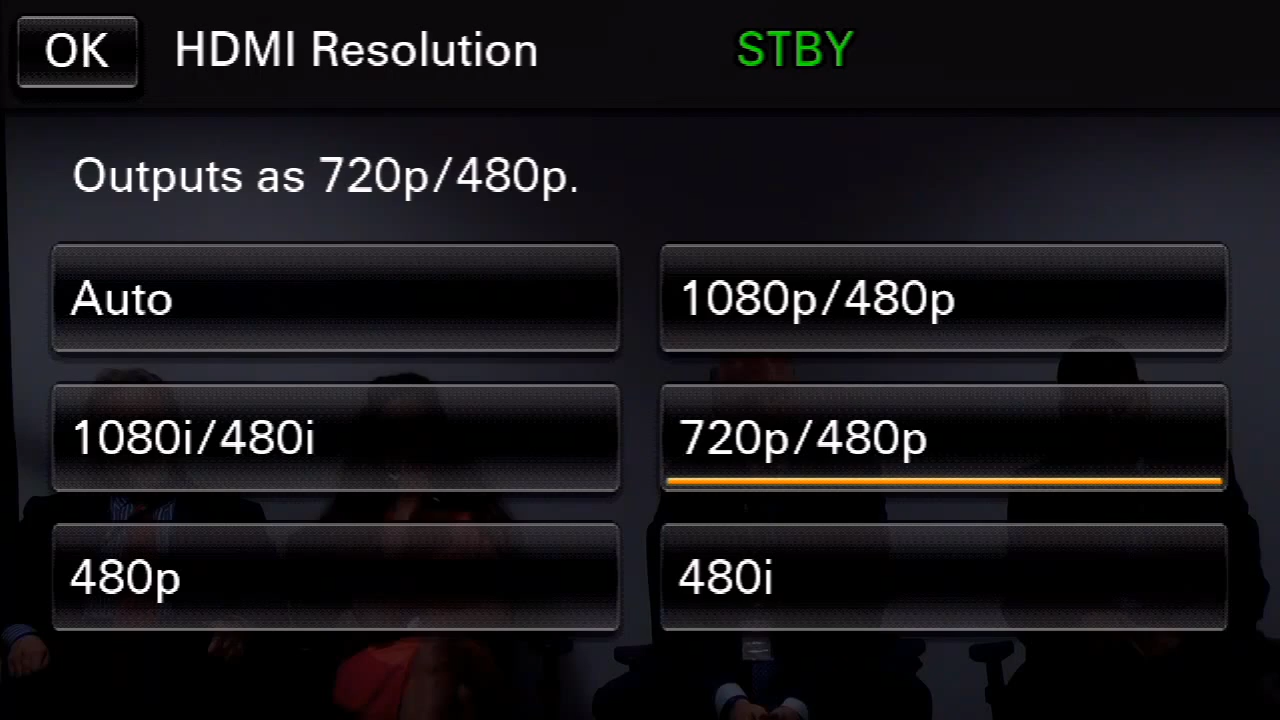 OK HDMI Resolution STBY
Outputs as 720p/480p.
Auto 1080p/480p
1080i/480i 720p/480p
480p 480i